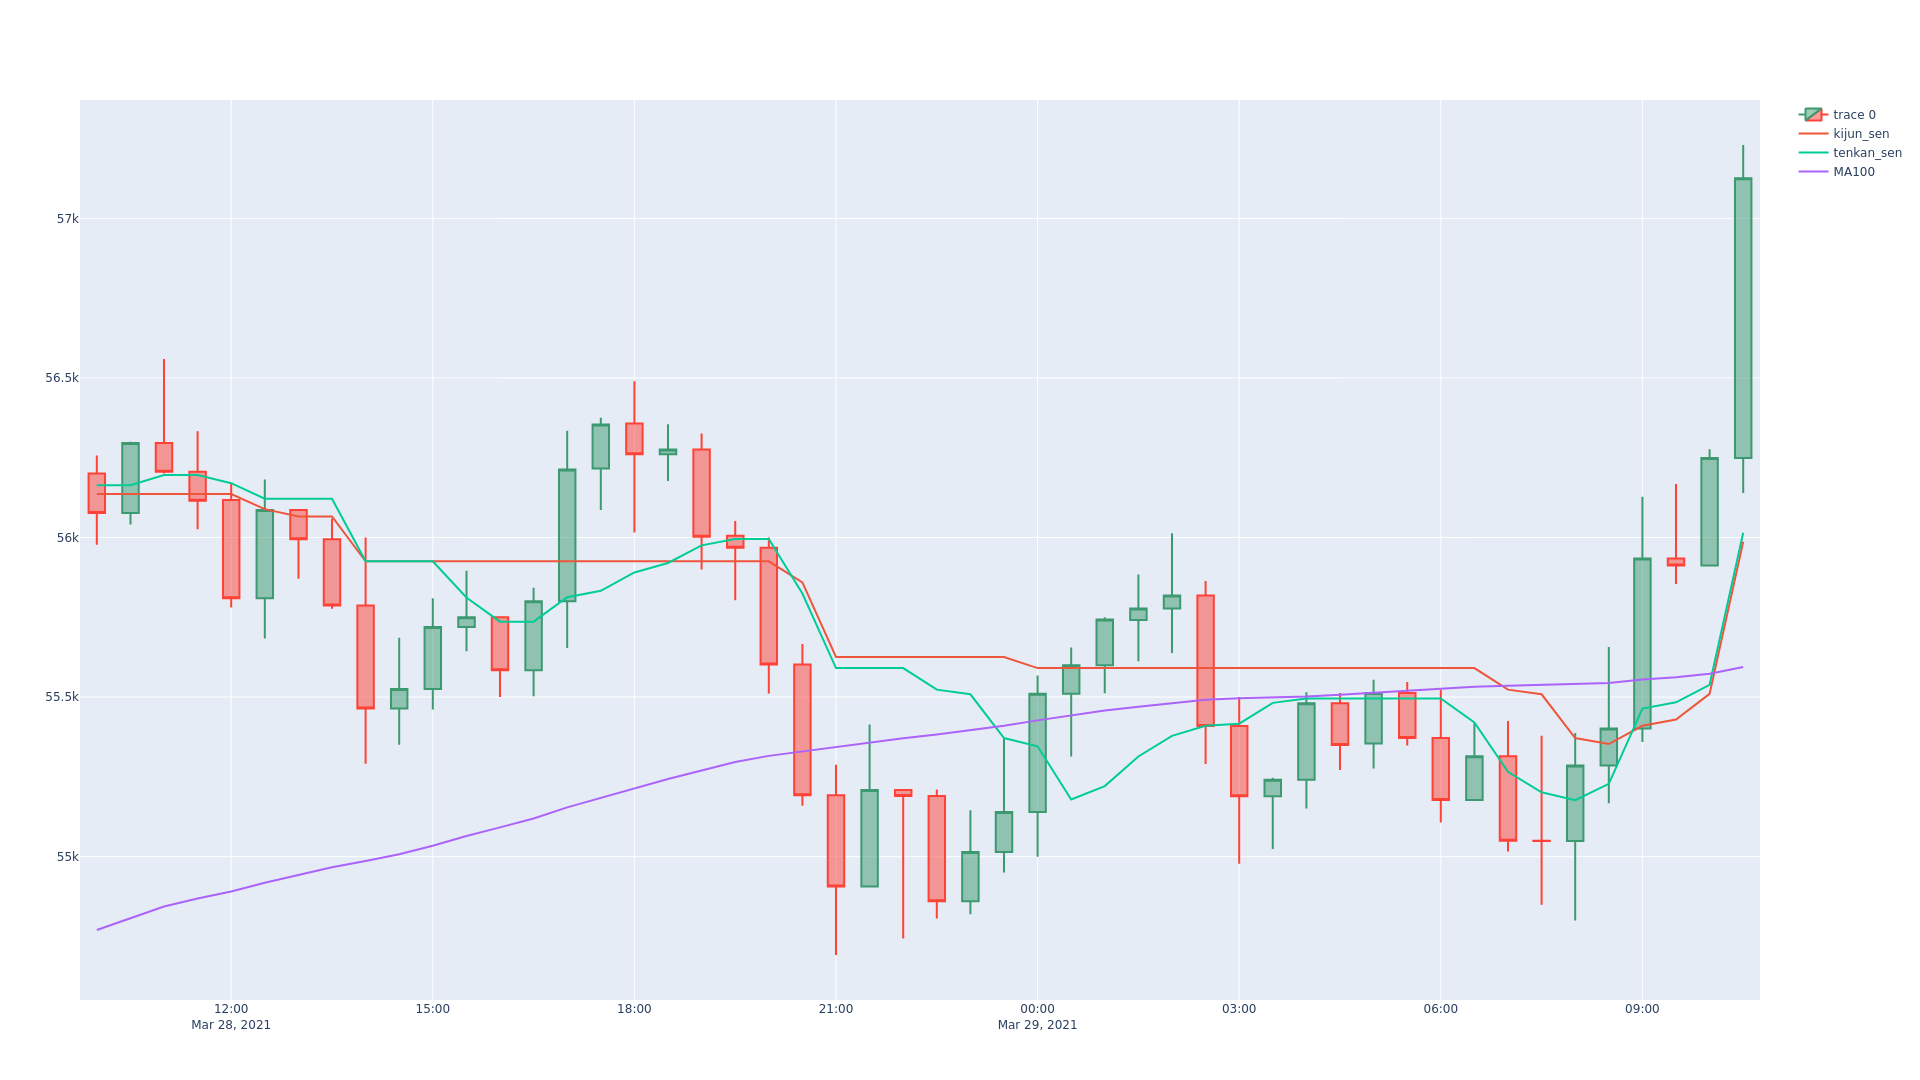 trace 0
kijun_sen
tenkan_sen
MA100
57k
56.5k
56k
55.5k
55k
12:00
Mar 28, 2021
15:00
18:00
21:00
00:00
Mar 29, 2021
03:00
06:00
09:00